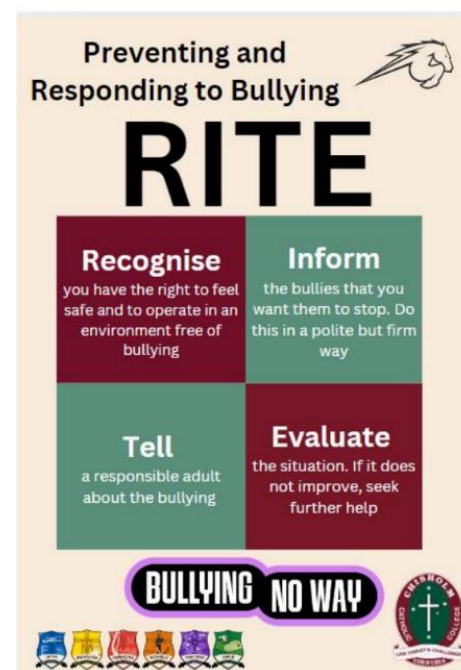 Preventing and
Responding to Bullying
RITE
Recognise
you have the right to feel
safe and to operate in an
environment free of
bullying
Inform
the bullies that you
want them to stop. Do
this in a polite but firm
way
Tell
a responsible adult
about the bullying
Evaluate
the situation. If it does
not improve, seek
further help
BULLYING
NO WAY
CHISHOLM
CATHOLIC
COLLEGE